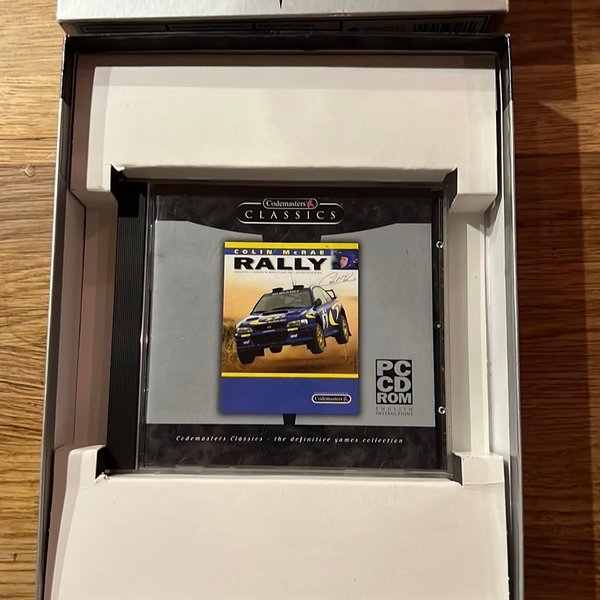 Codemasters
CLASSICS
COLIN McRAE
RALLY
Codemasters
PC
CD
ROM
ENGLISH
INSTRUCTIONS
Codemasters Classics - the definitive games collection